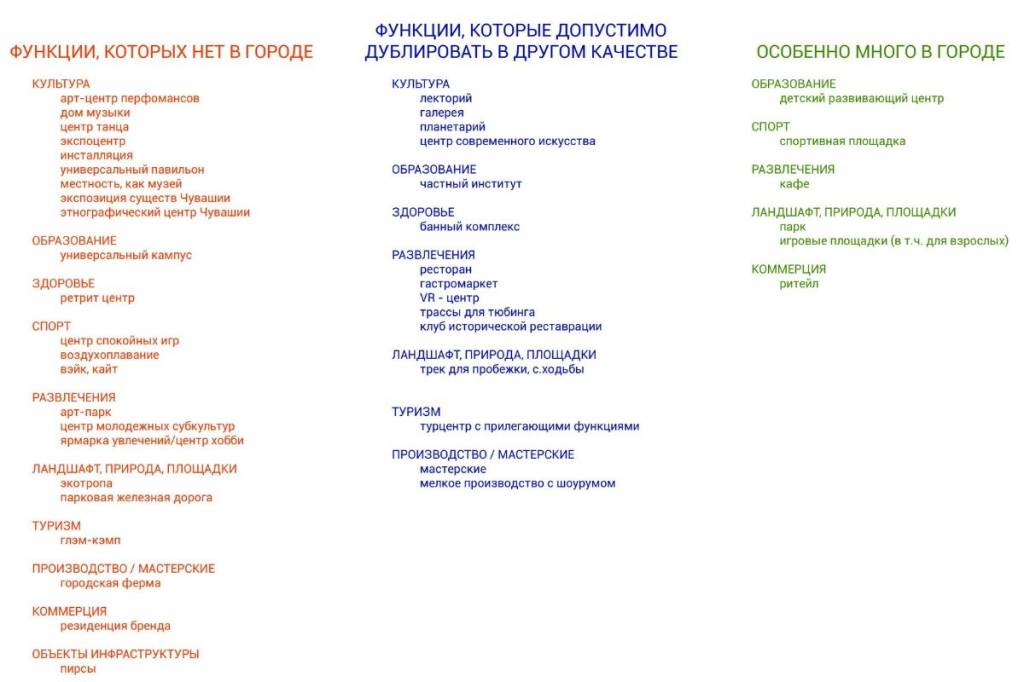 ФУНКЦИИ, КОТОРЫХ НЕТ В ГОРОДЕ
КУЛЬТУРА
арт-центр перфомансов
дом музыки
центр танца
экспоцентр
инсталляция
универсальный павильон
местность, как музей
экспозиция существ Чувашии
этнографический центр Чувашии
ОБРАЗОВАНИЕ
универсальный кампус
ЗДОРОВЬЕ
ретрит центр
СПОРТ
центр спокойных игр
воздухоплавание
вэйк, кайт
РАЗВЛЕЧЕНИЯ
арт-парк
центр молодежных субкультур
ярмарка увлечений/центр хобби
ЛАНДШАФТ, ПРИРОДА, ПЛОЩАДКИ
экотропа
парковая железная дорога
ТУРИЗМ
глэм-кэмп
ПРОИЗВОДСТВО / МАСТЕРСКИЕ
городская ферма
КОММЕРЦИЯ
резиденция бренда
ОБЪЕКТЫ ИНФРАСТРУКТУРЫ
пирсы
ФУНКЦИИ, КОТОРЫЕ ДОПУСТИМО
ДУБЛИРОВАТЬ В ДРУГОМ КАЧЕСТВЕ
КУЛЬТУРА
лекторий
галерея
планетарий
центр современного искусства
ОБРАЗОВАНИЕ
частный институт
ЗДОРОВЬЕ
банный комплекс
РАЗВЛЕЧЕНИЯ
ресторан
гастромаркет
VR - центр
трассы для тюбинга
клуб исторической реставрации
ЛАНДШАФТ, ПРИРОДА, ПЛОЩАДКИ
трек для пробежки, с.ходьбы
ТУРИЗМ
турцентр с прилегающими функциями
ПРОИЗВОДСТВО / МАСТЕРСКИЕ
мастерские
мелкое производство с шоурумом
ОСОБЕННО МНОГО В ГОРОДЕ
ОБРАЗОВАНИЕ
детский развивающий центр
СПОРТ
спортивная площадка
РАЗВЛЕЧЕНИЯ
кафе
ЛАНДШАФТ, ПРИРОДА, ПЛОЩАДКИ
парк
игровые площадки (в т.ч. для взрослых)
КОММЕРЦИЯ
ритейл